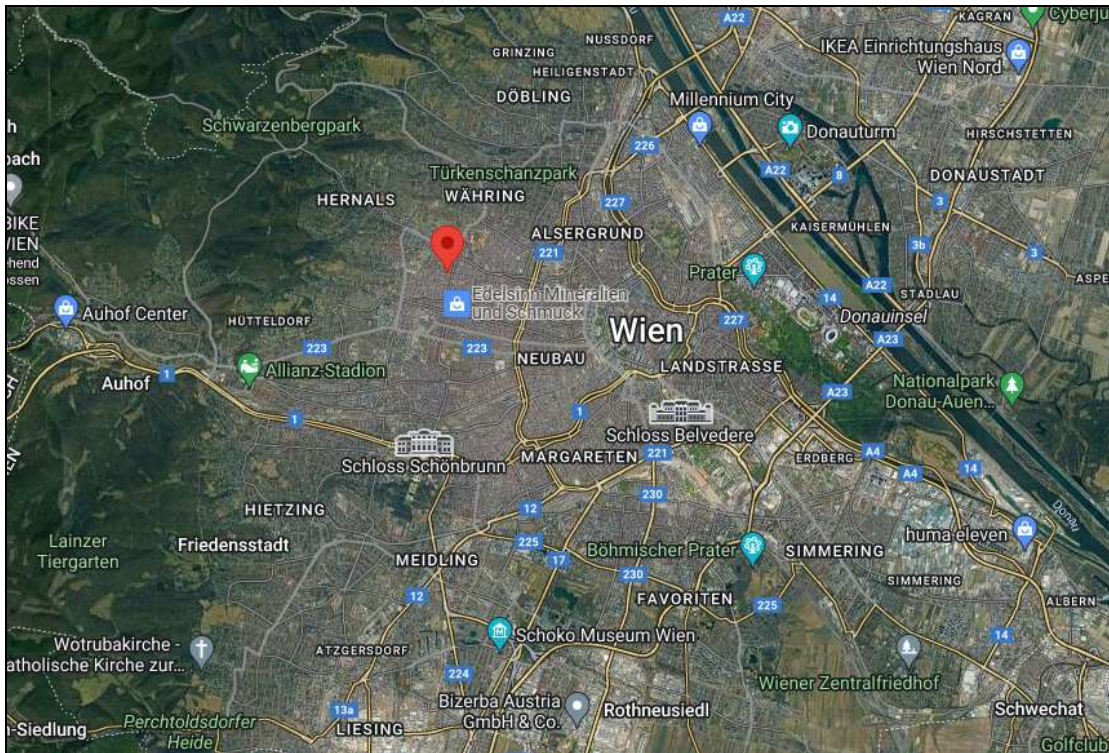 KAGRAN
Cyberju
A22
NUSSDORF
GRINZING
IKEA Einrichtungshaus
Wien Nord
HEILIGENSTADT
DÖBLING
Millennium City
Schwarzenbergpark
Donauturm
HIRSCHSTETTEN
h
bach
226
A22
8
DONAUSTADT
Türkenschanzpark
WÄHRING
HERNALS
227
3
BIKE
WIEN
ehend
ossen
ALSERGRUND
KAISERMÜHLEN
221
3b
3
Prater
A22
ASPE
Edelsinn Mineralien
und Schmuck
14
STADLAU
Auhof Center
HÜTTELDORF
227
Donauinsel
Wien
A23
223
223
NEUBAU
LANDSTRASSE
Allianz-Stadion
Auhof
1
A23
Nationalpark
Donau-Auen...
1
1
Schloss Belvedere
Schloss Schönbrunn
MARGARETEN
221
ERDBERG
A4
A4
14
230
HIETZING
12
Donau
huma eleven
Lainzer
Tiergarten
Friedensstadt
225
Böhmischer Prater
SIMMERING
MEIDLING
17
230
SIMMERING
12
FAVORITEN
225
ALBERN
Schoko Museum Wien
14
Wotrubakirche -
atholische Kirche zur...
ATZGERSDORF
224
Wiener Zentralfriedhof
Bizerba Austria
GmbH & Co.
Rothneusiedl
13a
Schwechat
n-Siedlung
Perchtoldsdorfer
Heide
LIESING
Golfclub